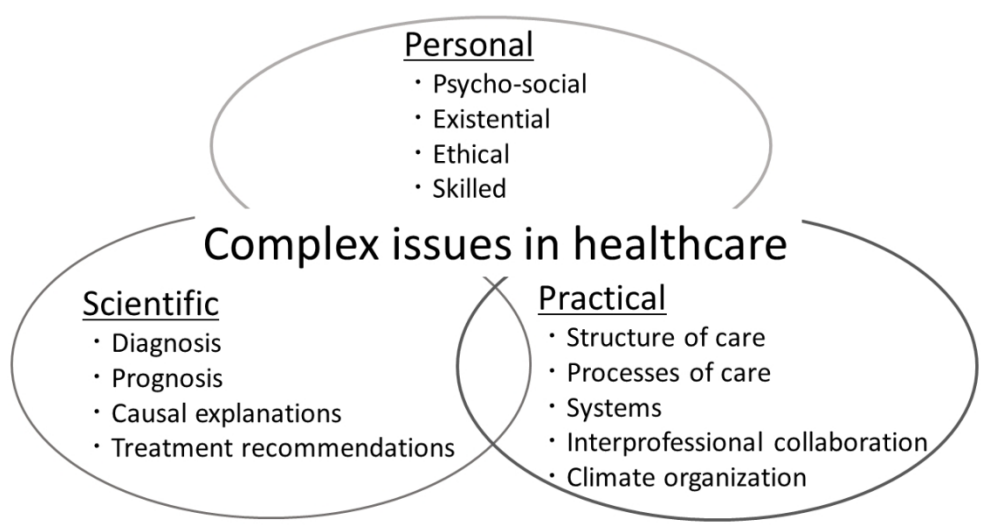 Personal
・Psycho-social
・Existential
・Ethical
・Skilled
Complex issues in healthcare
Scientific
・Diagnosis
・Prognosis
・Causal explanations
・Treatment recommendations
Practical
・Structure of care
・Processes of care
・Systems
・Interprofessional collaboration
・Climate organization